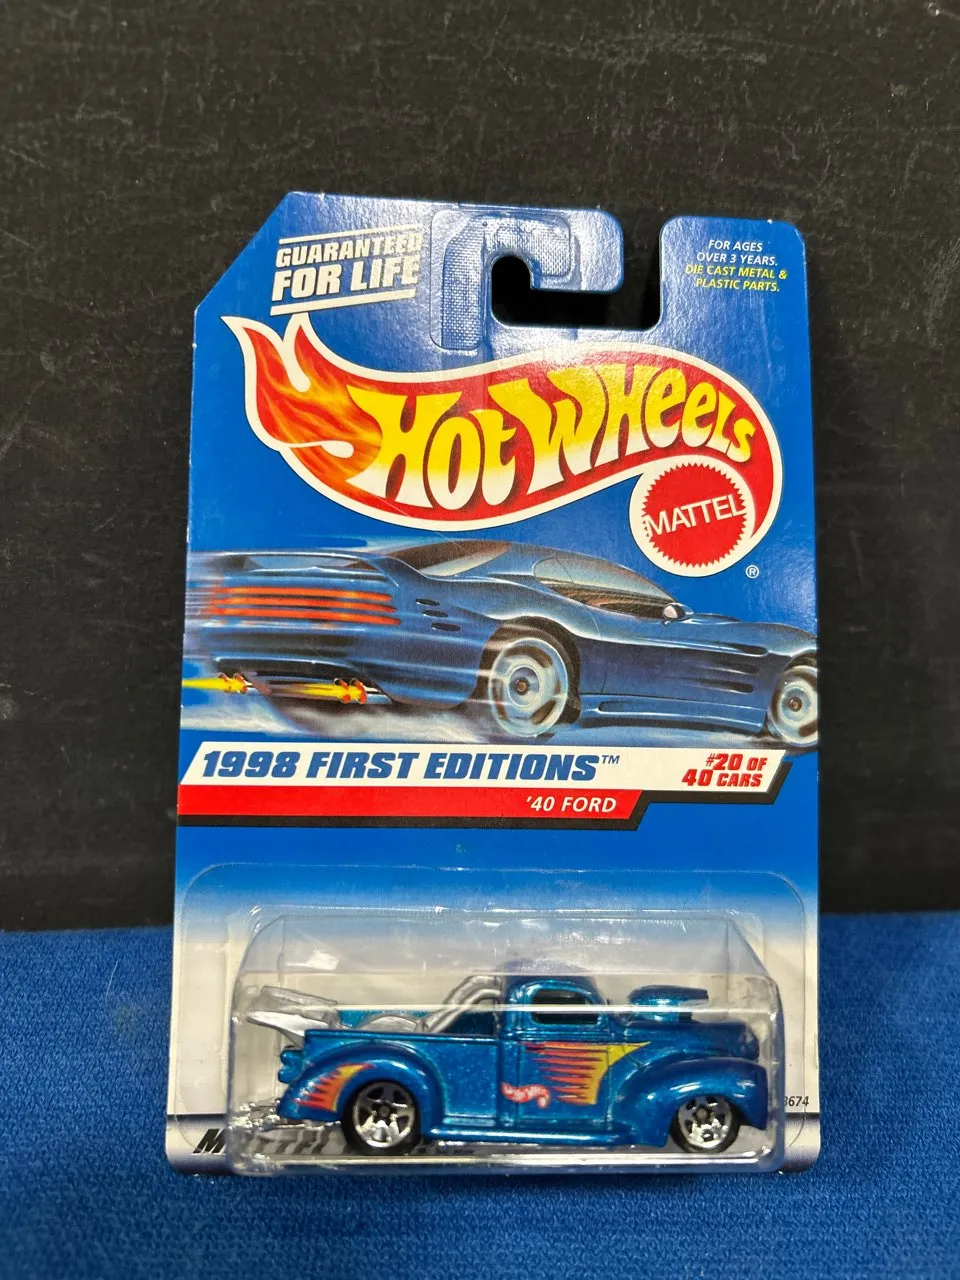 GUARANTEED
FOR LIFE
FOR AGES
OVER 3 YEARS.
DIE CAST METAL &
PLASTIC PARTS.
HOT WHEELS
MATTEL
®
1998 FIRST EDITIONS™
#20 OF
40 CARS
'40 FORD
3674